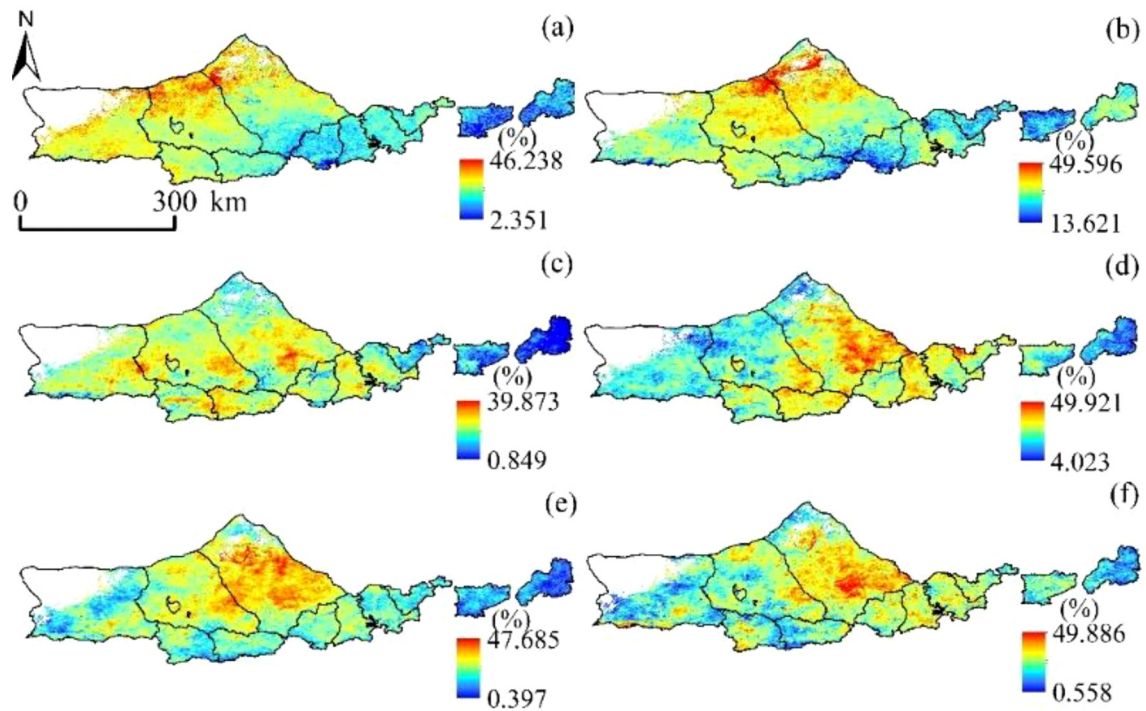 N
(a)
(b)
(%)
46.238
2.351
(%)
49.596
13.621
0 300 km
(c)
(d)
(%)
39.873
0.849
(%)
49.921
4.023
(e)
(f)
(%)
47.685
0.397
(%)
49.886
0.558